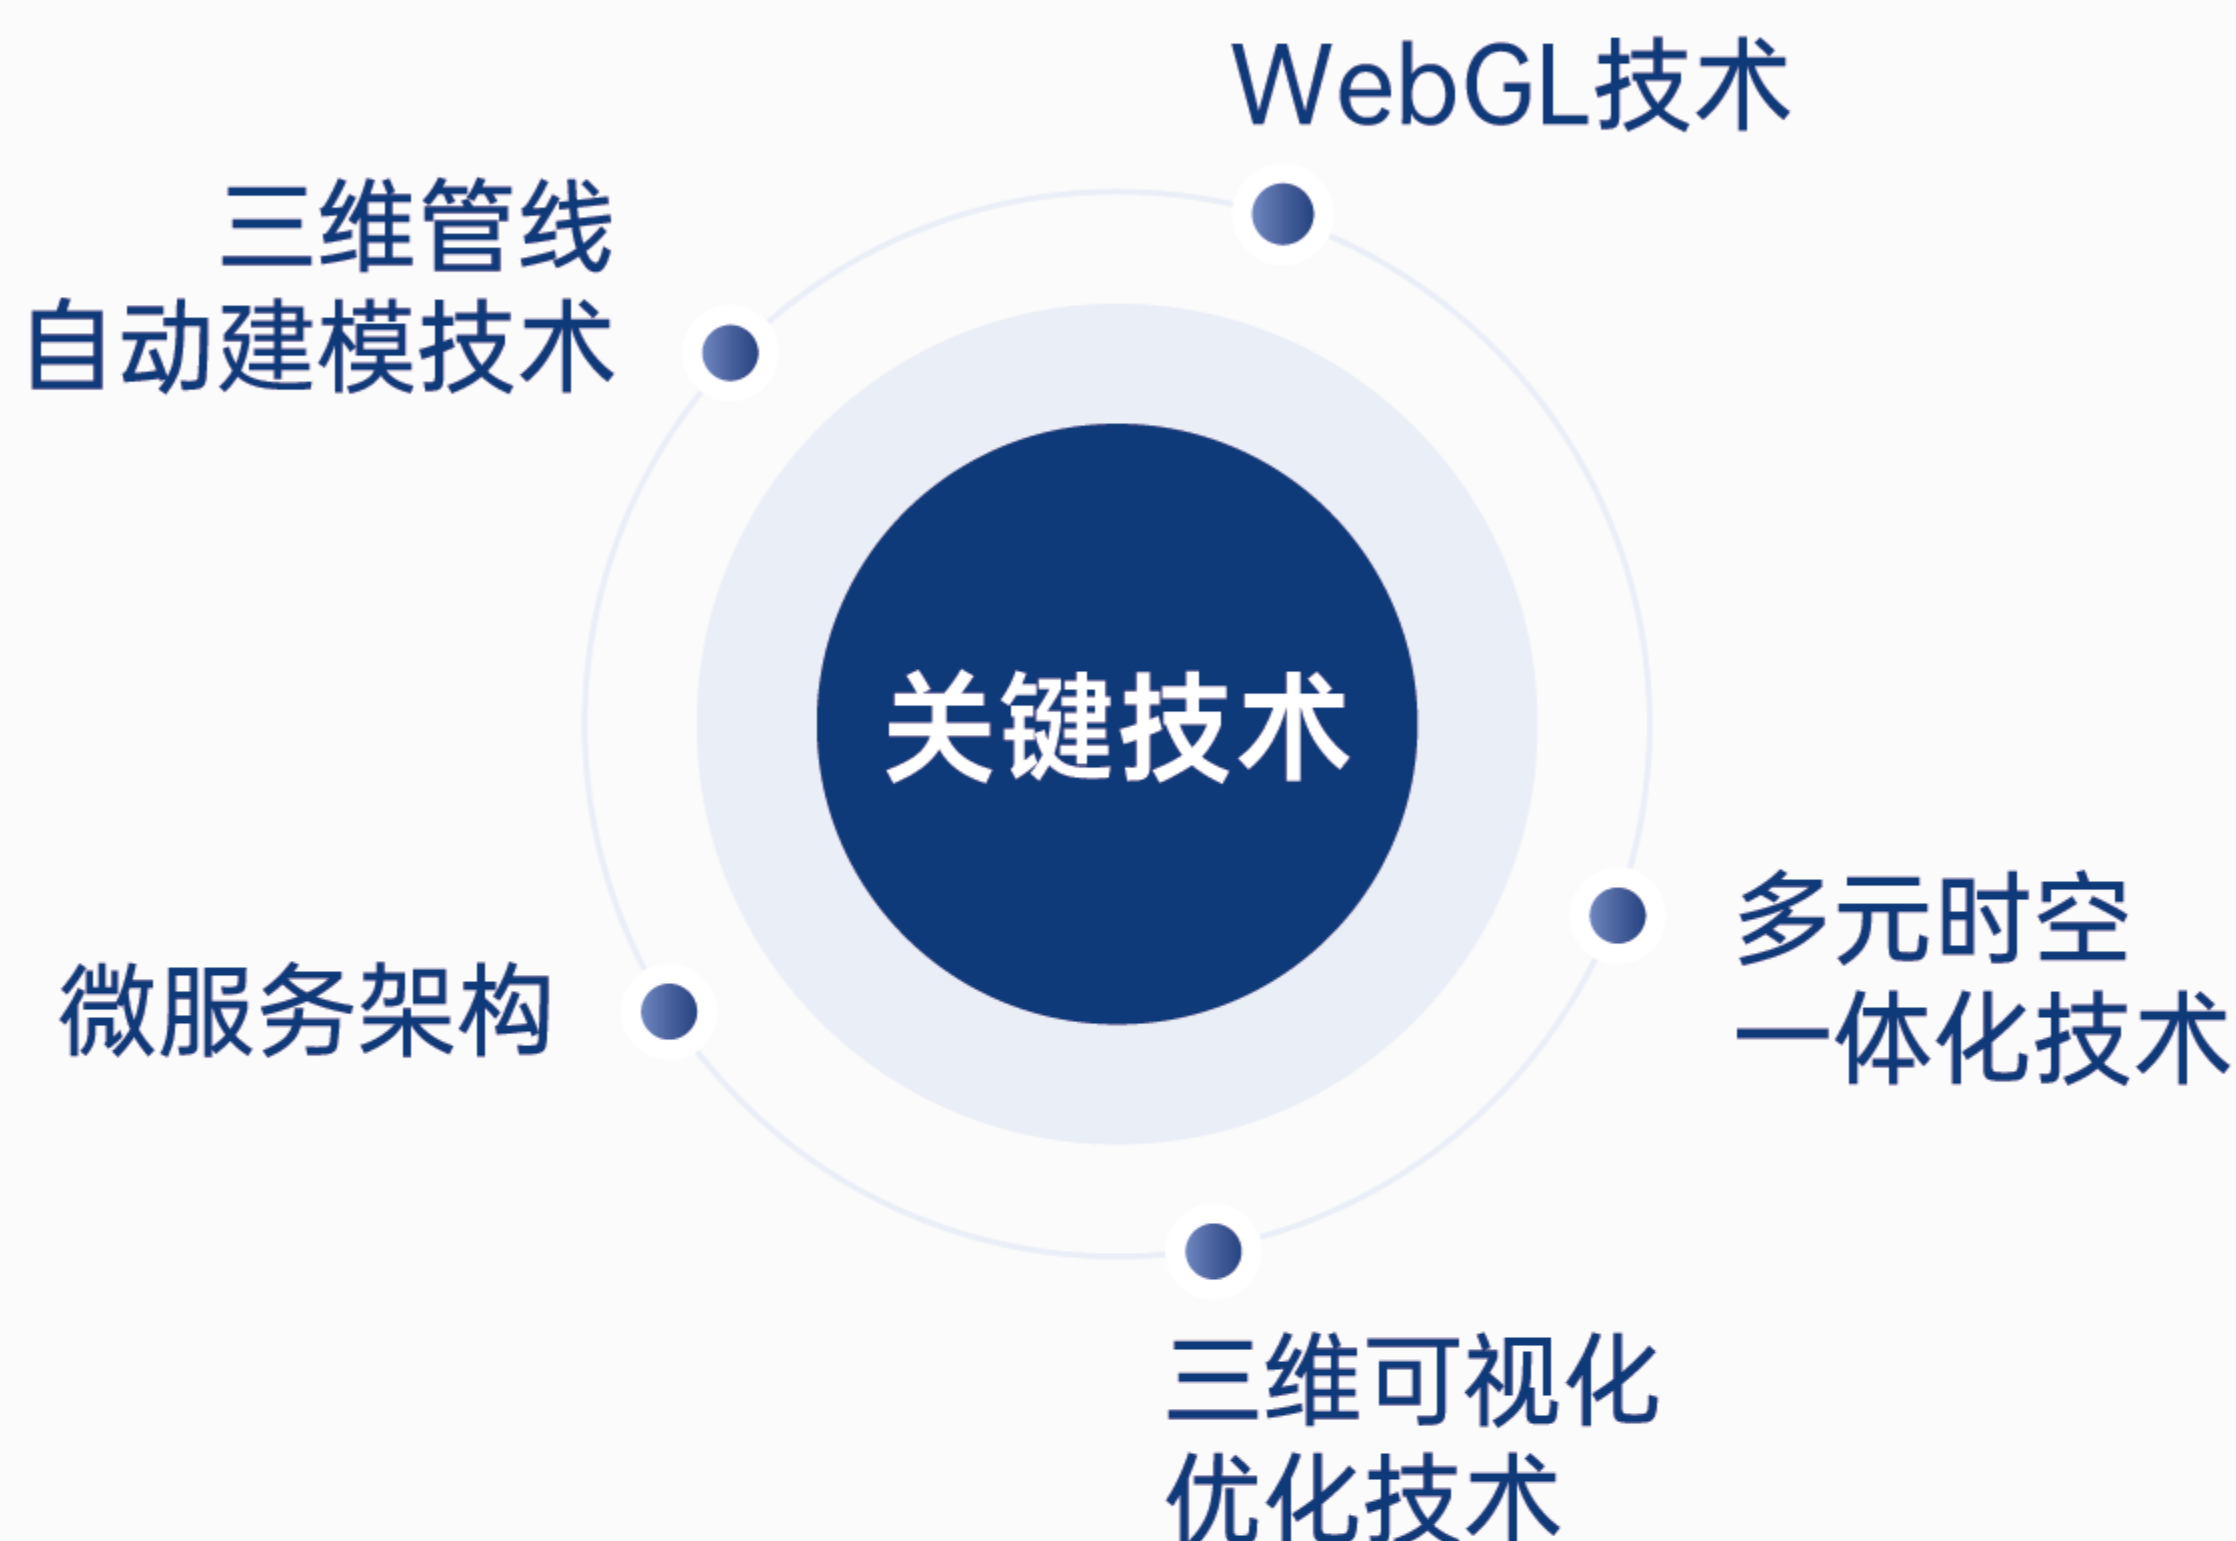 WebGL技术
三维管线
自动建模技术
关键技术
多元时空
一体化技术
微服务架构
三维可视化
优化技术